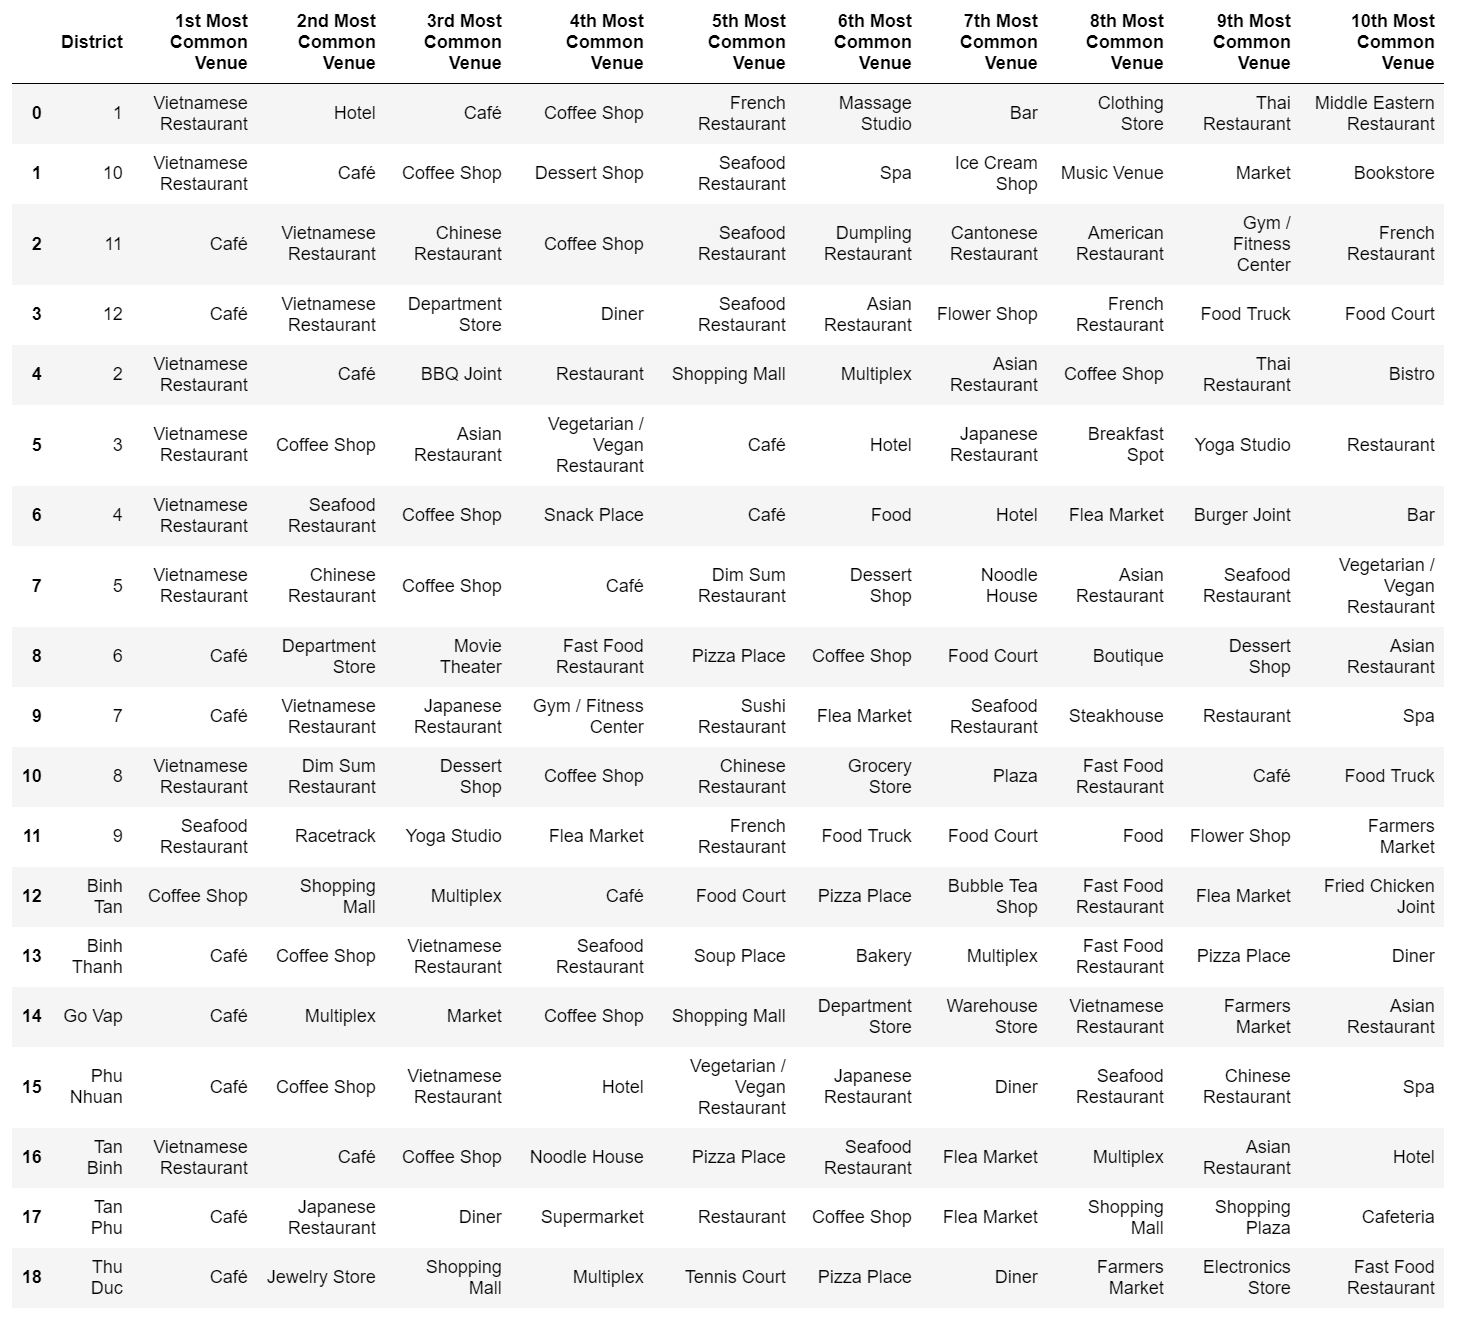 District 1st Most Common Venue 2nd Most Common Venue 3rd Most Common Venue 4th Most Common Venue 5th Most Common Venue 6th Most Common Venue 7th Most Common Venue 8th Most Common Venue 9th Most Common Venue 10th Most Common Venue
0 1 Vietnamese Restaurant Hotel Café Coffee Shop French Restaurant Massage Studio Bar Clothing Store Thai Restaurant Middle Eastern Restaurant
1 10 Vietnamese Restaurant Café Coffee Shop Dessert Shop Seafood Restaurant Spa Ice Cream Shop Music Venue Market Bookstore
2 11 Café Vietnamese Restaurant Chinese Restaurant Coffee Shop Seafood Restaurant Dumpling Restaurant Cantonese Restaurant American Restaurant Gym / Fitness Center French Restaurant
3 12 Café Vietnamese Restaurant Department Store Diner Seafood Restaurant Asian Restaurant Flower Shop French Restaurant Food Truck Food Court
4 2 Vietnamese Restaurant Café BBQ Joint Restaurant Shopping Mall Multiplex Asian Restaurant Coffee Shop Thai Restaurant Bistro
5 3 Vietnamese Restaurant Coffee Shop Asian Restaurant Vegetarian / Vegan Restaurant Café Hotel Japanese Restaurant Breakfast Spot Yoga Studio Restaurant
6 4 Vietnamese Restaurant Seafood Restaurant Coffee Shop Snack Place Café Food Hotel Flea Market Burger Joint Bar
7 5 Vietnamese Restaurant Chinese Restaurant Coffee Shop Café Dim Sum Restaurant Dessert Shop Noodle House Asian Restaurant Seafood Restaurant Vegetarian / Vegan Restaurant
8 6 Café Department Store Movie Theater Fast Food Restaurant Pizza Place Coffee Shop Food Court Boutique Dessert Shop Asian Restaurant
9 7 Café Vietnamese Restaurant Japanese Restaurant Gym / Fitness Center Sushi Restaurant Flea Market Seafood Restaurant Steakhouse Restaurant Spa
10 8 Vietnamese Restaurant Dim Sum Restaurant Dessert Shop Coffee Shop Chinese Restaurant Grocery Store Plaza Fast Food Restaurant Café Food Truck
11 9 Seafood Restaurant Racetrack Yoga Studio Flea Market French Restaurant Food Truck Food Court Food Flower Shop Farmers Market
12 Binh Tan Coffee Shop Shopping Mall Multiplex Café Food Court Pizza Place Bubble Tea Shop Fast Food Restaurant Flea Market Fried Chicken Joint
13 Binh Thanh Café Coffee Shop Vietnamese Restaurant Seafood Restaurant Soup Place Bakery Multiplex Fast Food Restaurant Pizza Place Diner
14 Go Vap Café Multiplex Market Coffee Shop Shopping Mall Department Store Warehouse Store Vietnamese Restaurant Farmers Market Asian Restaurant
15 Phu Nhuan Café Coffee Shop Vietnamese Restaurant Hotel Vegetarian / Vegan Restaurant Japanese Restaurant Diner Seafood Restaurant Chinese Restaurant Spa
16 Tan Binh Vietnamese Restaurant Café Coffee Shop Noodle House Pizza Place Seafood Restaurant Flea Market Multiplex Asian Restaurant Hotel
17 Tan Phu Café Japanese Restaurant Diner Supermarket Restaurant Coffee Shop Flea Market Shopping Mall Shopping Plaza Cafeteria
18 Thu Duc Café Jewelry Store Shopping Mall Multiplex Tennis Court Pizza Place Diner Farmers Market Electronics Store Fast Food Restaurant